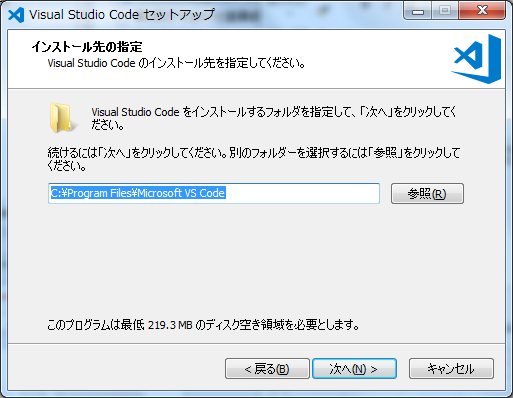 Visual Studio Code セットアップ
インストール先の指定
Visual Studio Code のインストール先を指定してください。
Visual Studio Code をインストールするフォルダを指定して、「次へ」をクリックしてく
ださい。
続けるには「次へ」をクリックしてください。別のフォルダーを選択するには「参照」をクリックして
ください。
C:¥Program Files¥Microsoft VS Code
参照(R)
このプログラムは最低 219.3 MB のディスク空き領域を必要とします。
< 戻る(B)
次へ(N) >
キャンセル